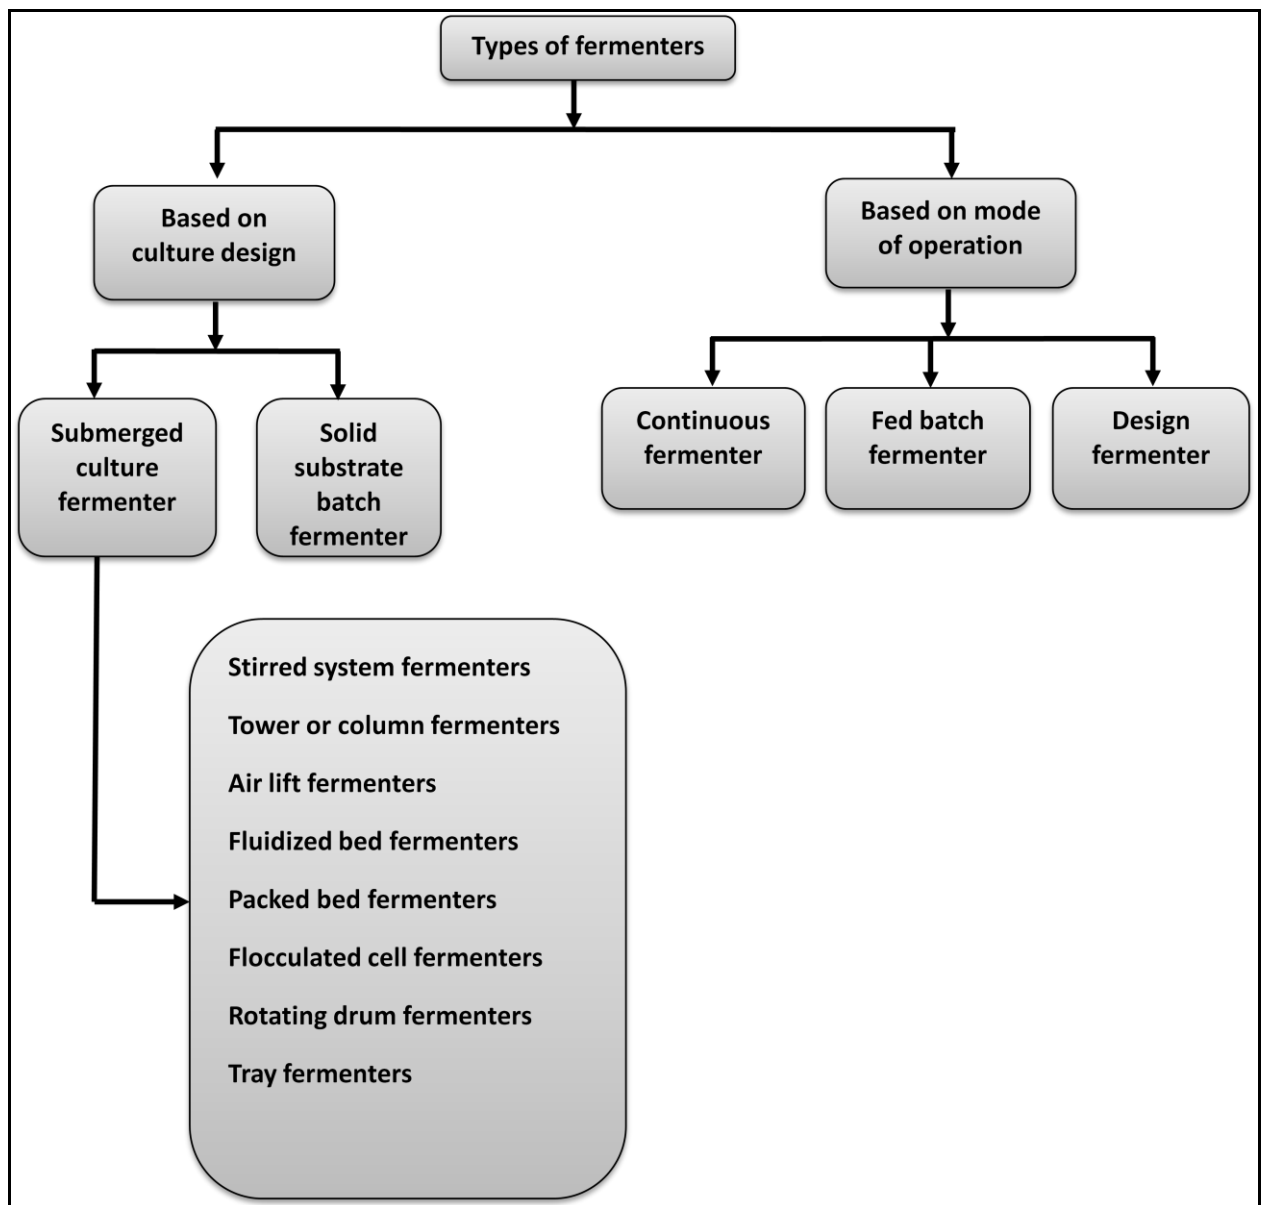 Types of fermenters
Based on
culture design
Based on mode
of operation
Submerged
culture
fermenter
Solid
substrate
batch
fermenter
Continuous
fermenter
Fed batch
fermenter
Design
fermenter
Stirred system fermenters
Tower or column fermenters
Air lift fermenters
Fluidized bed fermenters
Packed bed fermenters
Flocculated cell fermenters
Rotating drum fermenters
Tray fermenters